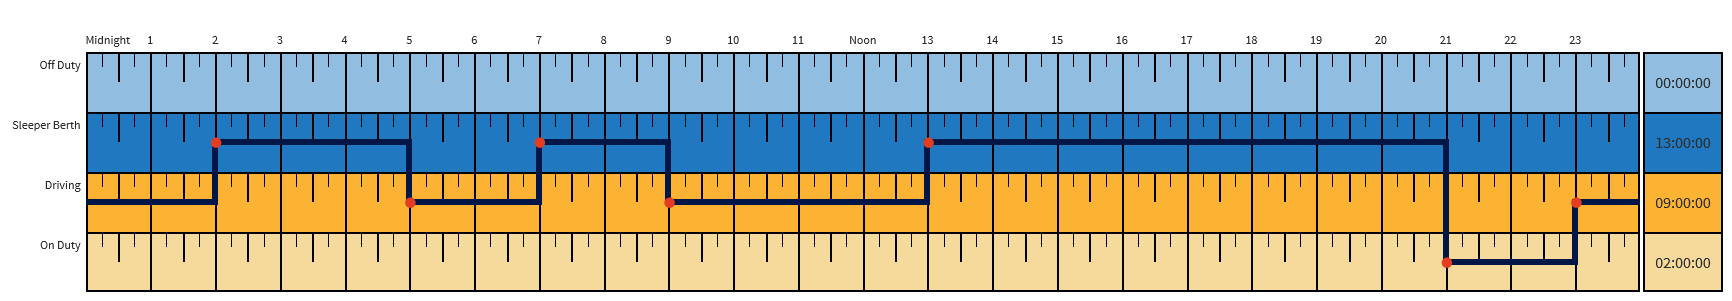 Midnight 1 2 3 4 5 6 7 8 9 10 11 Noon 13 14 15 16 17 18 19 20 21 22 23
Off Duty 00:00:00
Sleeper Berth 13:00:00
Driving 09:00:00
On Duty 02:00:00